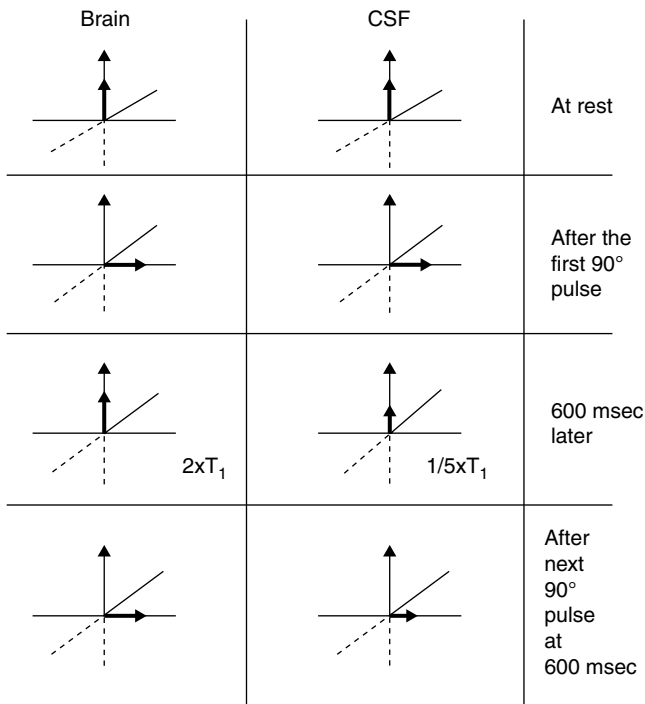 Brain
CSF
At rest
After the
first 90°
pulse
2xT1
1/5xT1
600 msec
later
After
next
90°
pulse
at
600 msec